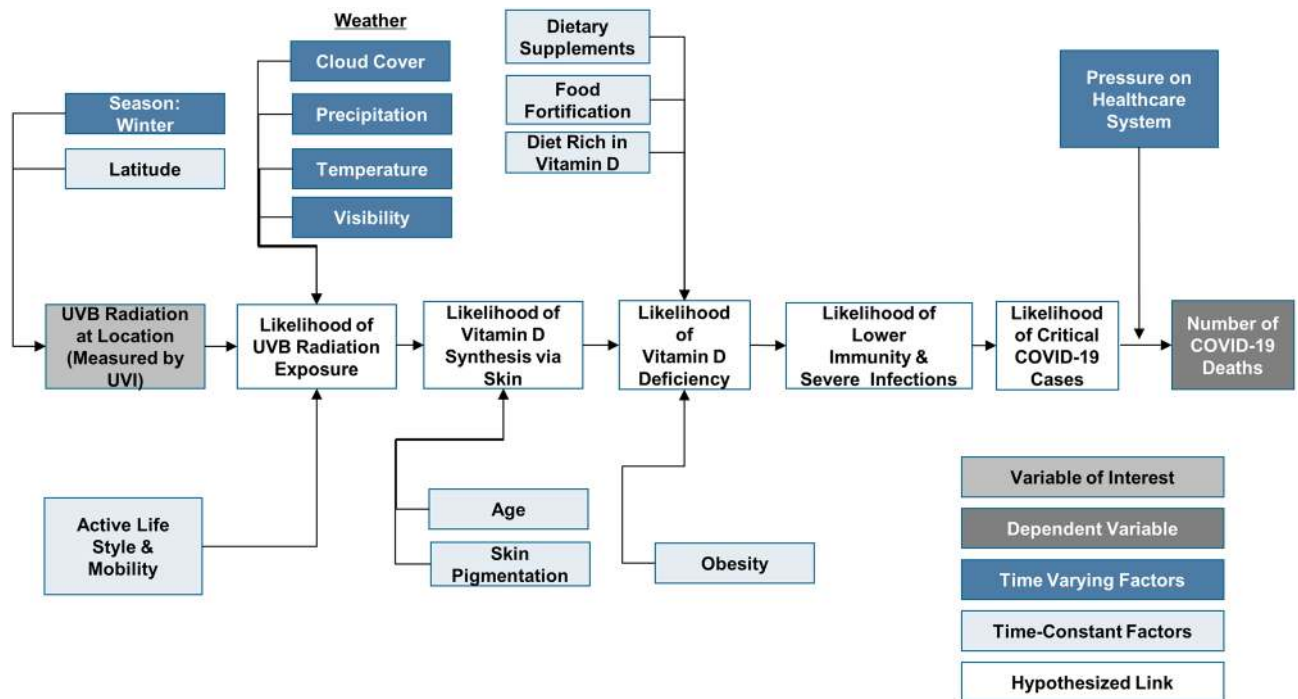 Weather
Cloud Cover
Precipitation
Temperature
Visibility
Season:
Winter
Latitude
Dietary
Supplements
Food
Fortification
Diet Rich in
Vitamin D
Pressure on
Healthcare
System
UVB Radiation
at Location
(Measured by
UVI)
Likelihood of
UVB Radiation
Exposure
Likelihood of
Vitamin D
Synthesis via
Skin
Likelihood
of
Vitamin D
Deficiency
Likelihood of
Lower
Immunity &
Severe Infections
Likelihood
of Critical
COVID-19
Cases
Number of
COVID-19
Deaths
Active Life
Style &
Mobility
Age
Skin
Pigmentation
Obesity
Variable of Interest
Dependent Variable
Time Varying Factors
Time-Constant Factors
Hypothesized Link